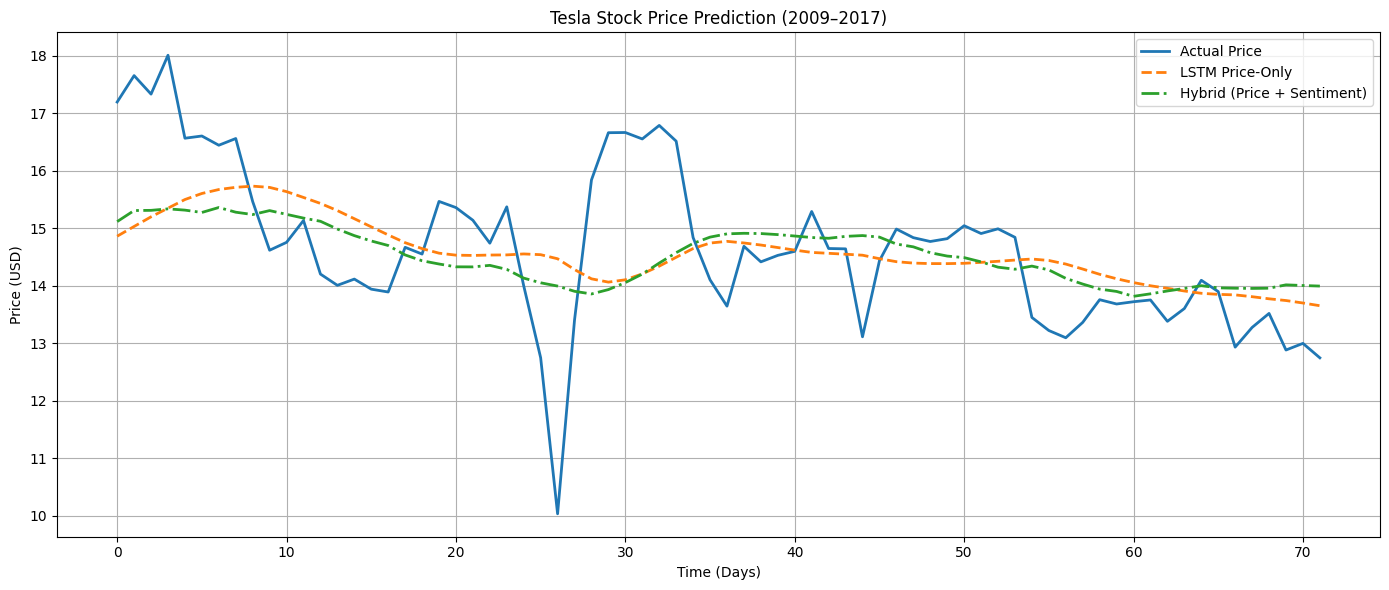 Tesla Stock Price Prediction (2009–2017)
Actual Price
LSTM Price-Only
Hybrid (Price + Sentiment)
Price (USD)
18
17
16
15
14
13
12
11
10
0 10 20 30 40 50 60 70
Time (Days)